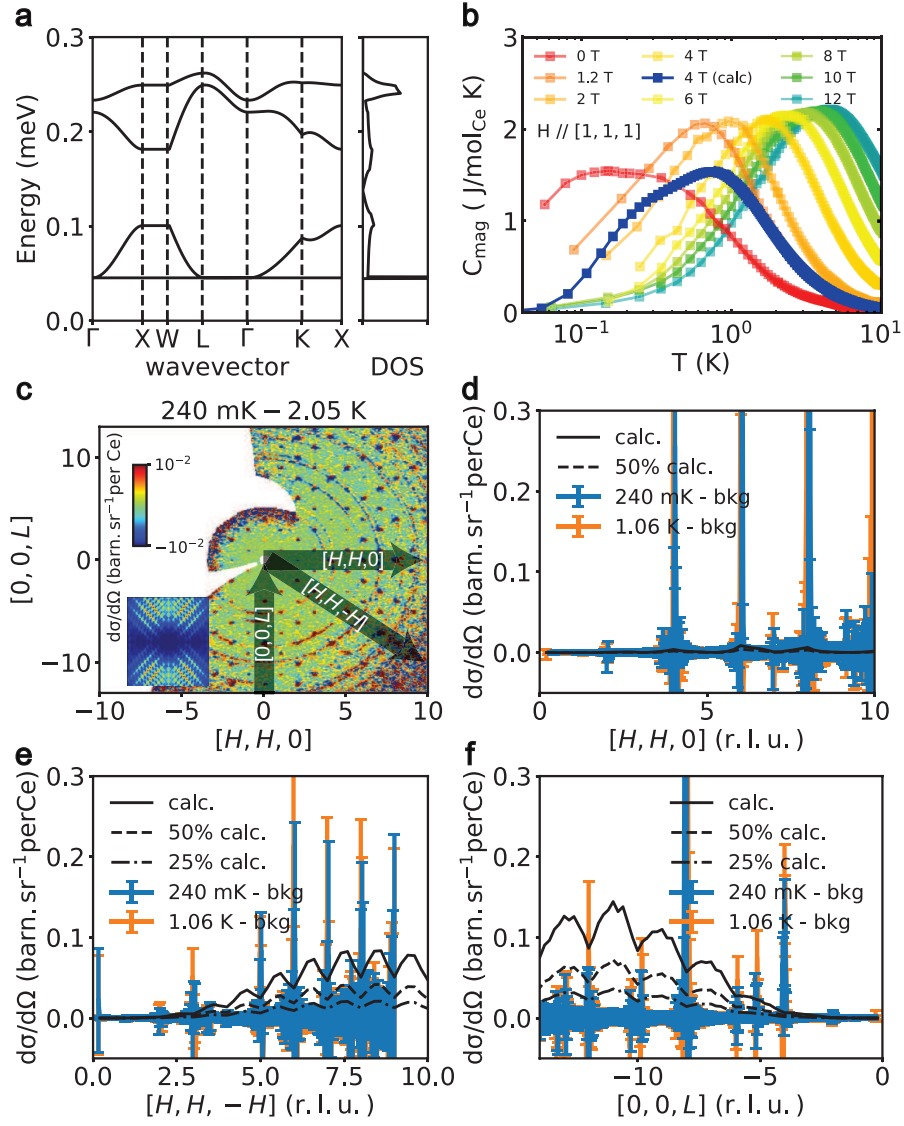 a
0.3
0.2
0.1
0.0
Energy (meV)
Γ X W L Γ K X
wavevector
DOS
b
3
2
1
0
C_mag ( J/mol_Ce K)
0 T
1.2 T
2 T
4 T
4 T (calc)
6 T
8 T
10 T
12 T
H // [1, 1, 1]
10⁻¹ 10⁰ 10¹
T (K)
c
240 mK − 2.05 K
10
0
−10
[0, 0, L]
dσ/dΩ (barn. sr⁻¹per Ce)
10⁻²
−10⁻²
[H,H,0]
[H,H,-H]
[0,0,L]
−10 −5 0 5 10
[H, H, 0]
d
0.3
0.2
0.1
0.0
dσ/dΩ (barn. sr⁻¹perCe)
calc.
50% calc.
240 mK - bkg
1.06 K - bkg
0 2 4 6 8 10
[H, H, 0] (r. l. u.)
e
0.3
0.2
0.1
0.0
dσ/dΩ (barn. sr⁻¹perCe)
calc.
50% calc.
25% calc.
240 mK - bkg
1.06 K - bkg
0.0 2.5 5.0 7.5 10.0
[H, H, −H] (r. l. u.)
f
0.3
0.2
0.1
0.0
dσ/dΩ (barn. sr⁻¹perCe)
calc.
50% calc.
25% calc.
240 mK - bkg
1.06 K - bkg
−10 −5 0
[0, 0, L] (r. l. u.)